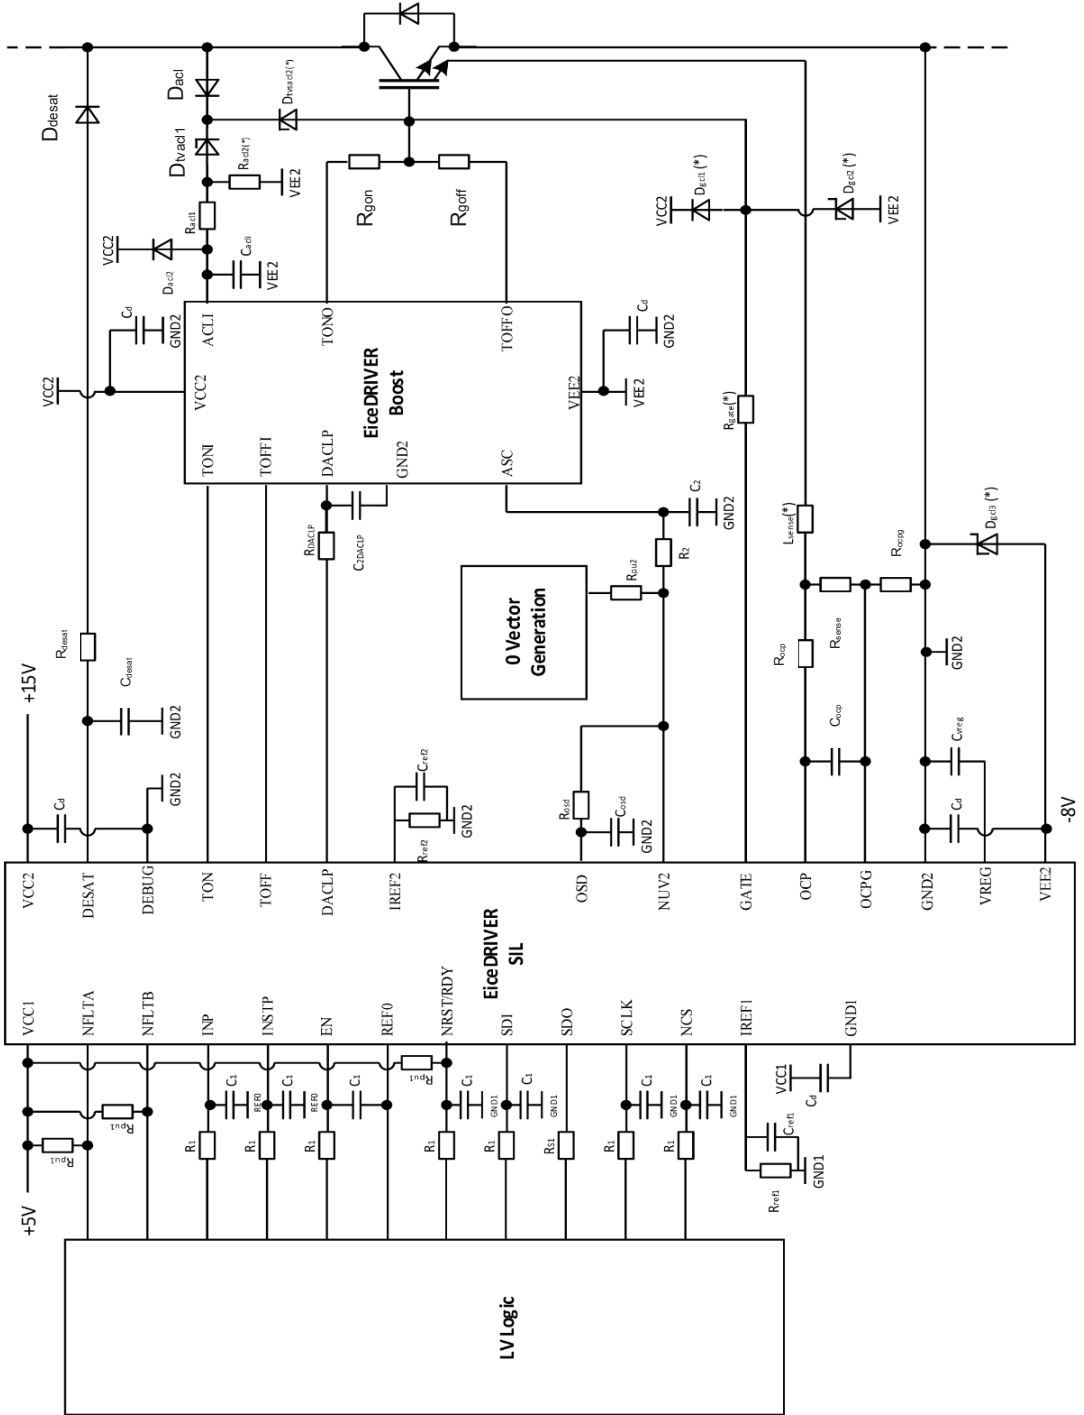 Ddesat
Dacl
Dtvsacl2(*)
Dtvacl1
Racl2(*)
VEE2
Racl1
VCC2
Dacl2
Cacli
VEE2
Rgon
Rgoff
VCC2
Dgcl1 (*)
Dgcl2 (*)
VEE2
VCC2
Cd
GND2
ACLI
TONO
TOFFO
VCC2
EiceDRIVER
Boost
VEE2
Cd
GND2
VEE2
TONI
TOFFI
DACLP
GND2
ASC
Rgate(*)
RDACLP
C2DACLP
C2
GND2
R2
Rpu2
Lsense(*)
Rocpg
Dgcl3 (*)
0 Vector
Generation
+15V
Rdesat
Cdesat
GND2
Rocp
Rsense
GND2
Cd
GND2
Cref2
Rref2
GND2
Rosd
Cosd
GND2
Cocp
Cvreg
Cd
-8V
VCC2
DESAT
DEBUG
TON
TOFF
DACLP
IREF2
OSD
NUV2
GATE
OCP
OCPG
GND2
VREG
VEE2
EiceDRIVER
SIL
VCC1
NFLTA
NFLTB
INP
INSTP
EN
REF0
NRST/RDY
SDI
SDO
SCLK
NCS
IREF1
GND1
Rpu1
Rpu1
Rpu1
C1
REF0
C1
REF0
C1
C1
GND1
C1
GND1
C1
GND1
C1
GND1
VCC1
Cd
R1
R1
R1
R1
R1
RS1
R1
R1
Cref1
Rref1
GND1
+5V
LV Logic